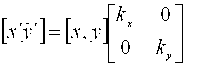 [x'y'] = [x, y] [k_x 0
0 k_y]